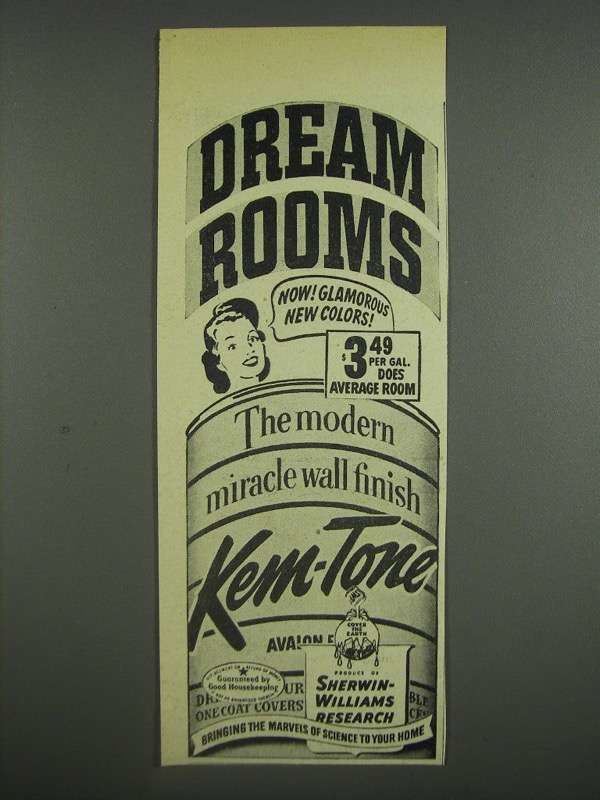 DREAM
ROOMS
NOW! GLAMOROUS
NEW COLORS!
$3 49
PER GAL.
DOES
AVERAGE ROOM
The modern
miracle wall finish
Kem-Tone
SWP
COVER
THE
EARTH
PRODUCT OF
SHERWIN-
WILLIAMS
RESEARCH
Guaranteed by
Good Housekeeping
UR
ONE COAT COVERS
BRINGING THE MARVELS OF SCIENCE TO YOUR HOME